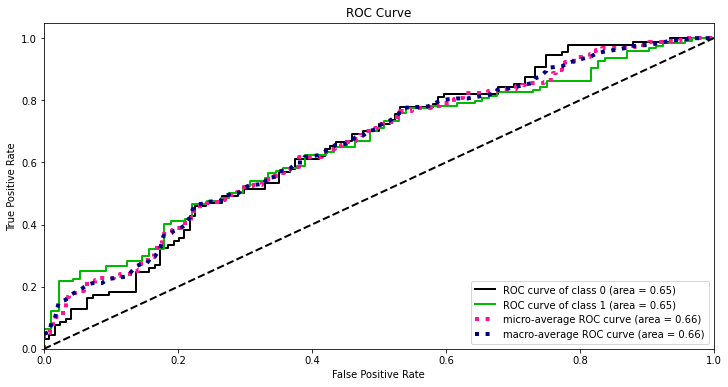 ROC Curve
True Positive Rate
1.0
0.8
0.6
0.4
0.2
0.0
ROC curve of class 0 (area = 0.65)
ROC curve of class 1 (area = 0.65)
micro-average ROC curve (area = 0.66)
macro-average ROC curve (area = 0.66)
0.0 0.2 0.4 0.6 0.8 1.0
False Positive Rate